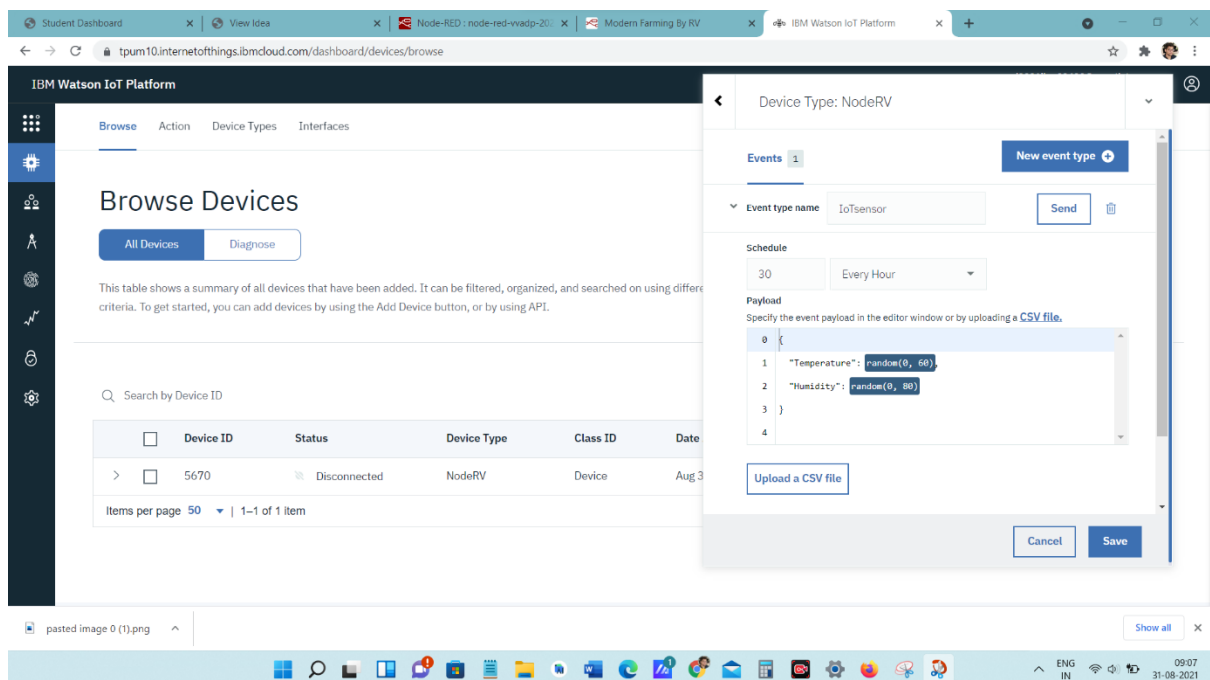 Student Dashboard
View Idea
Node-RED : node-red-vvadp-202
Modern Farming By RV
IBM Watson IoT Platform
tpum10.internetofthings.ibmcloud.com/dashboard/devices/browse
IBM Watson IoT Platform
Browse Action Device Types Interfaces
Browse Devices
All Devices Diagnose
This table shows a summary of all devices that have been added. It can be filtered, organized, and searched on using differe
criteria. To get started, you can add devices by using the Add Device button, or by using API.
Search by Device ID
Device ID Status Device Type Class ID Date
5670 Disconnected NodeRV Device Aug 3
Items per page 50 | 1–1 of 1 item
Device Type: NodeRV
Events 1
New event type
Event type name IoTsensor Send
Schedule
30 Every Hour
Payload
Specify the event payload in the editor window or by uploading a CSV file.
0 {
1 "Temperature": random(0, 60),
2 "Humidity": random(0, 80)
3 }
4
Upload a CSV file
Cancel Save
pasted image 0 (1).png
Show all
ENG
IN
09:07
31-08-2021